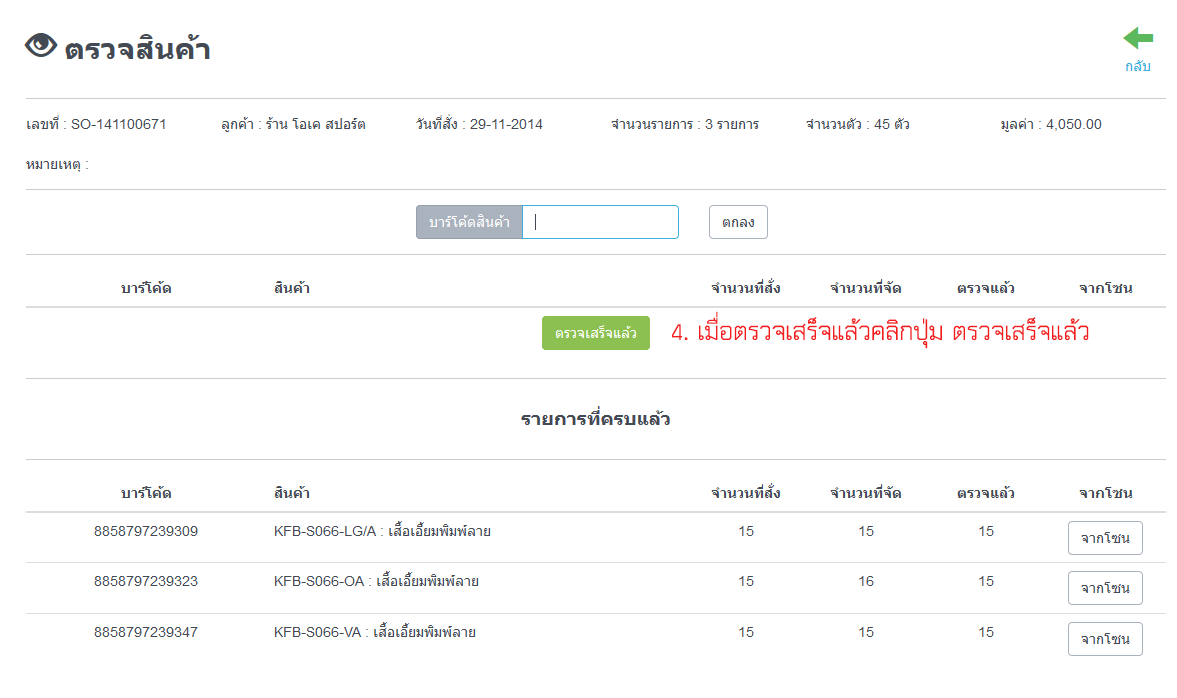 ตรวจสินค้า
กลับ
เลขที่ : SO-141100671 ลูกค้า : ร้าน โอเค สปอร์ต วันที่สั่ง : 29-11-2014 จำนวนรายการ : 3 รายการ จำนวนตัว : 45 ตัว มูลค่า : 4,050.00
หมายเหตุ :
บาร์โค้ดสินค้า ตกลง
บาร์โค้ด สินค้า จำนวนที่สั่ง จำนวนที่จัด ตรวจแล้ว จากโซน
ตรวจเสร็จแล้ว 4. เมื่อตรวจเสร็จแล้วคลิกปุ่ม ตรวจเสร็จแล้ว
รายการที่ครบแล้ว
บาร์โค้ด สินค้า จำนวนที่สั่ง จำนวนที่จัด ตรวจแล้ว จากโซน
8858797239309 KFB-S066-LG/A : เสื้อเอี้ยมพิมพ์ลาย 15 15 15 จากโซน
8858797239323 KFB-S066-OA : เสื้อเอี้ยมพิมพ์ลาย 15 16 15 จากโซน
8858797239347 KFB-S066-VA : เสื้อเอี้ยมพิมพ์ลาย 15 15 15 จากโซน